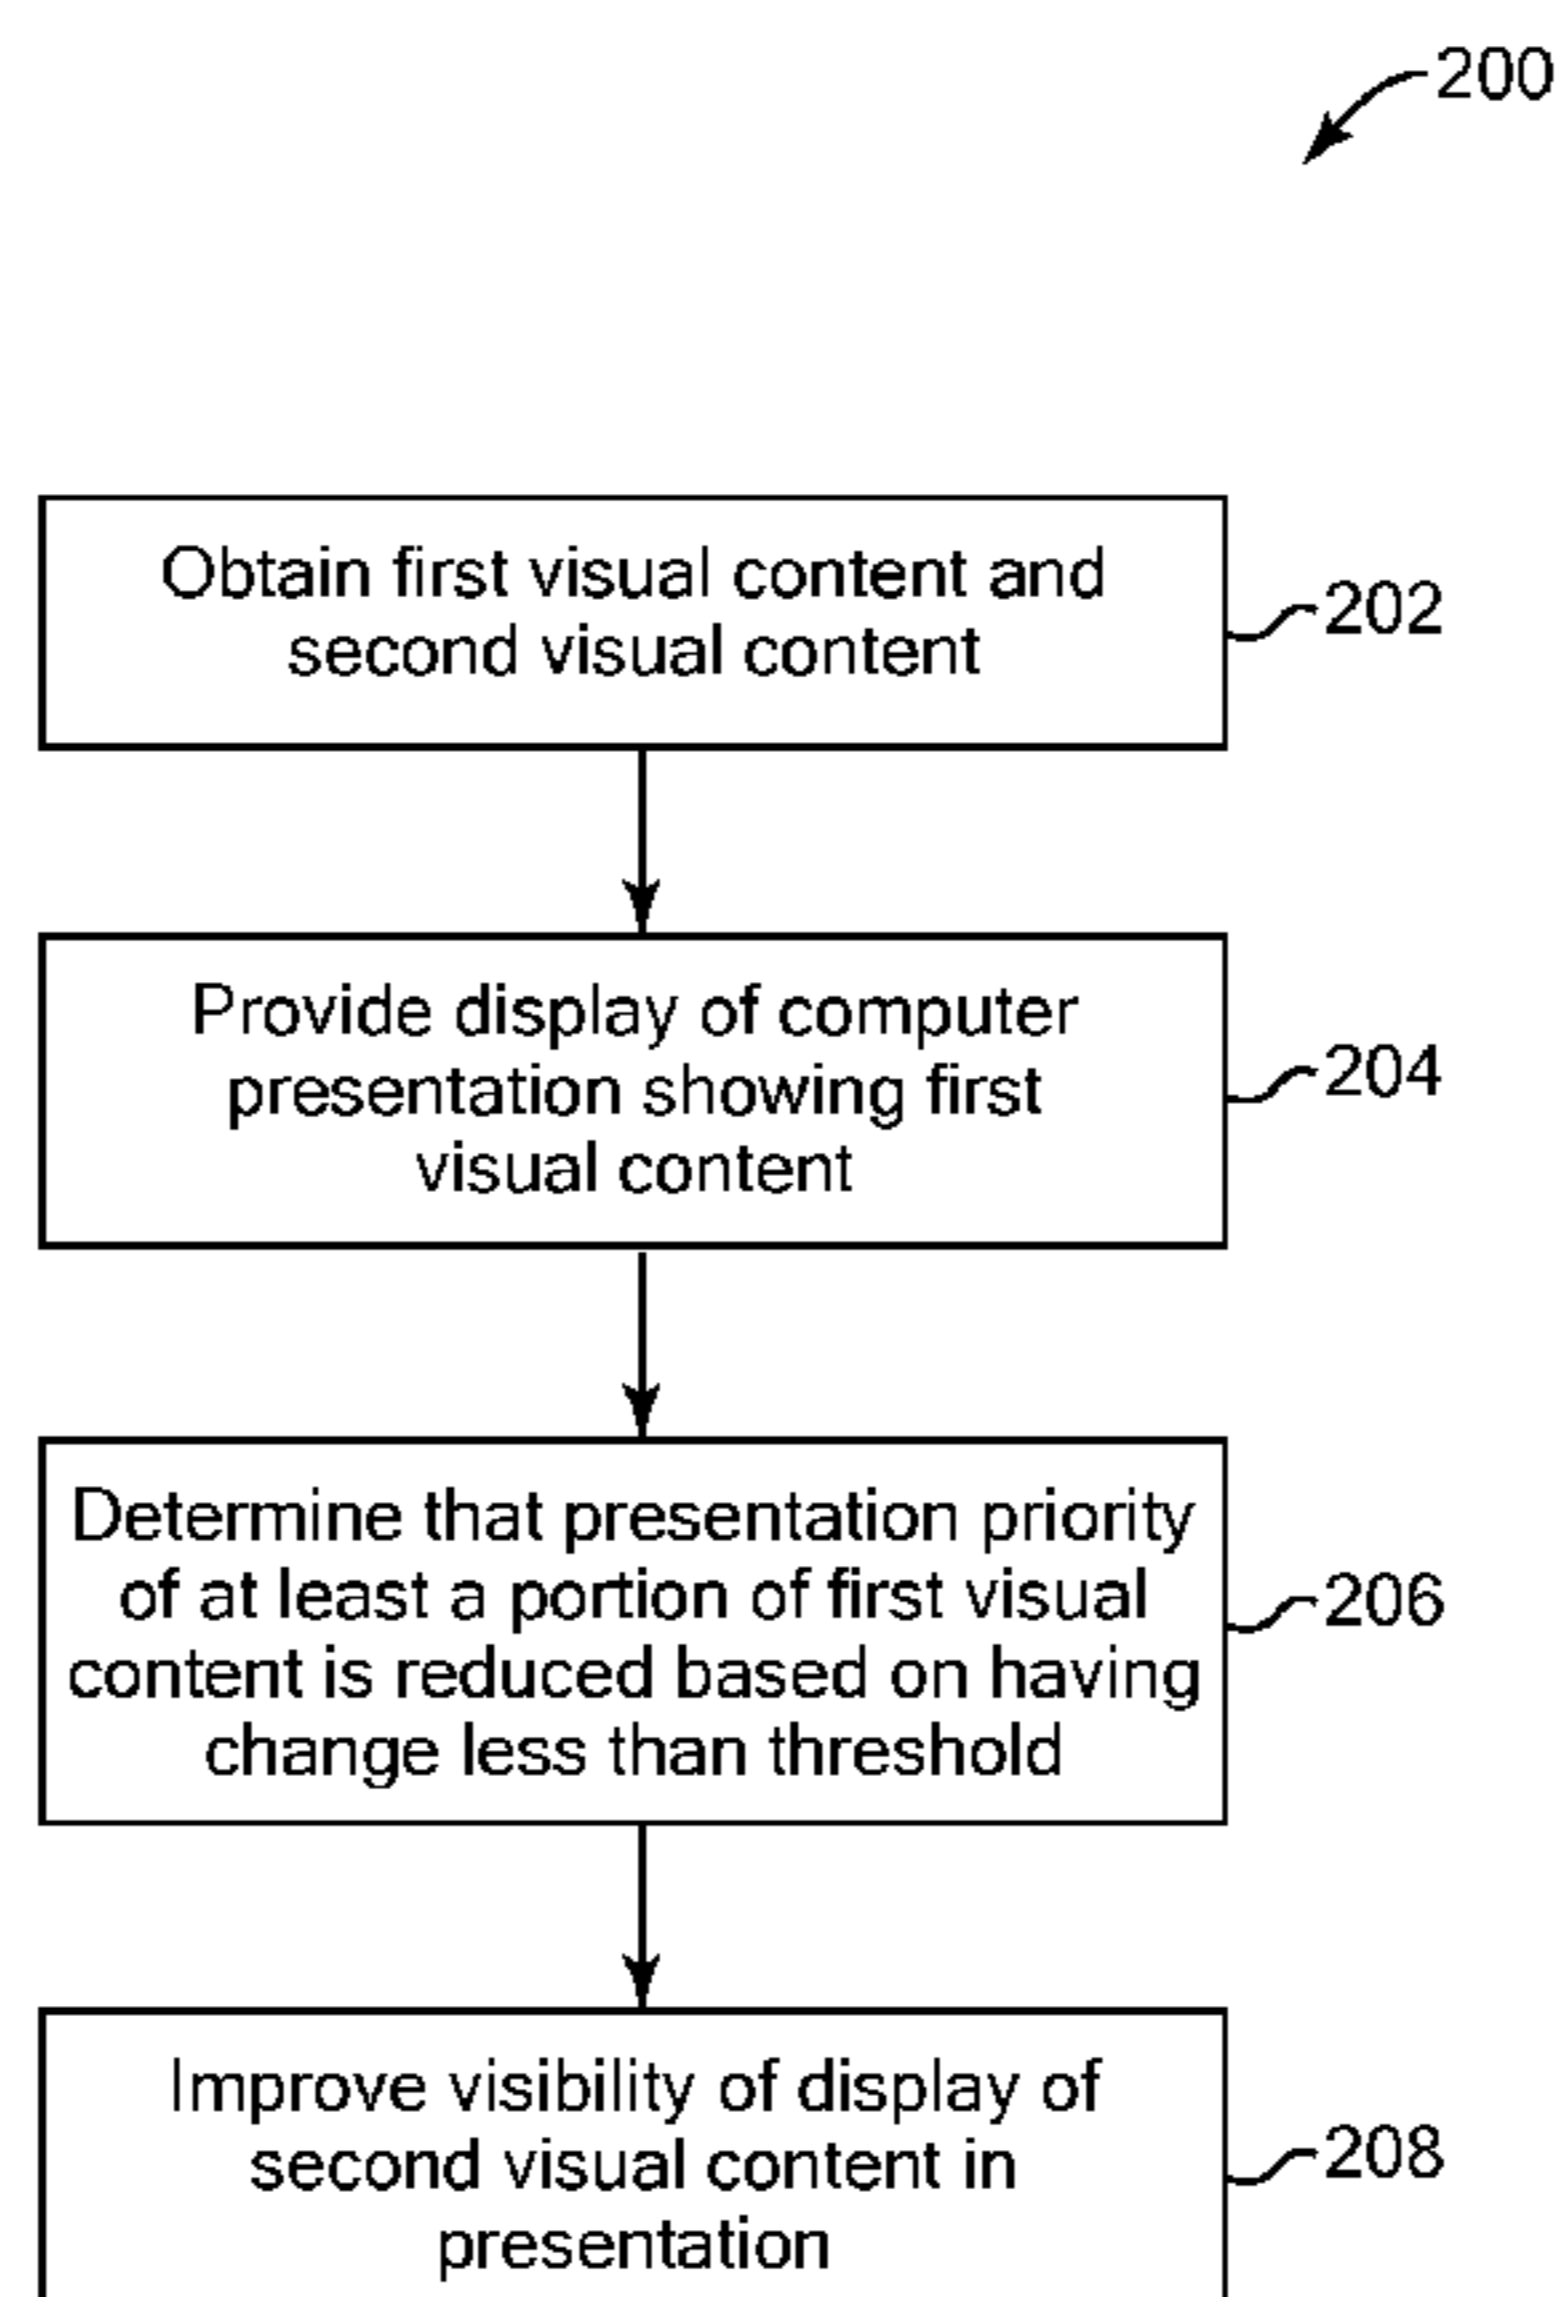 200
Obtain first visual content and
second visual content
202
Provide display of computer
presentation showing first
visual content
204
Determine that presentation priority
of at least a portion of first visual
content is reduced based on having
change less than threshold
206
Improve visibility of display of
second visual content in
presentation
208